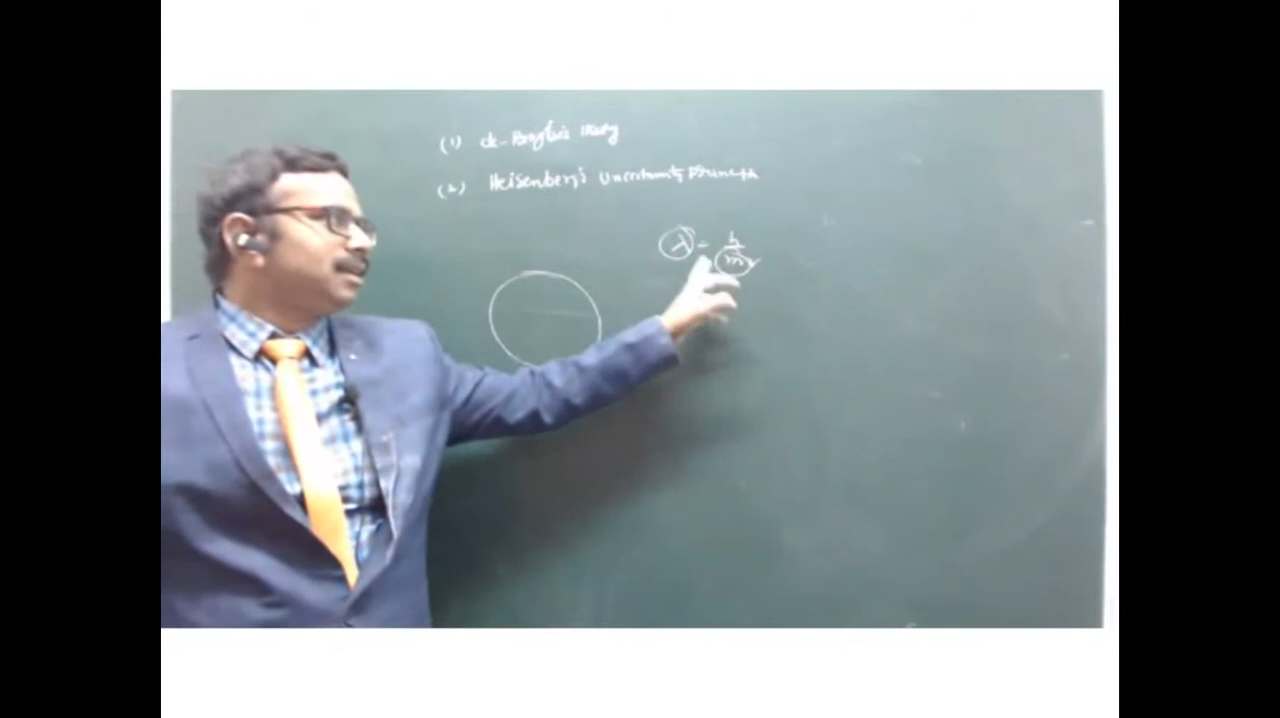 (1) de-Broglie's theory
(2) Heisenberg's Uncertainty Principle
λ = h/mv